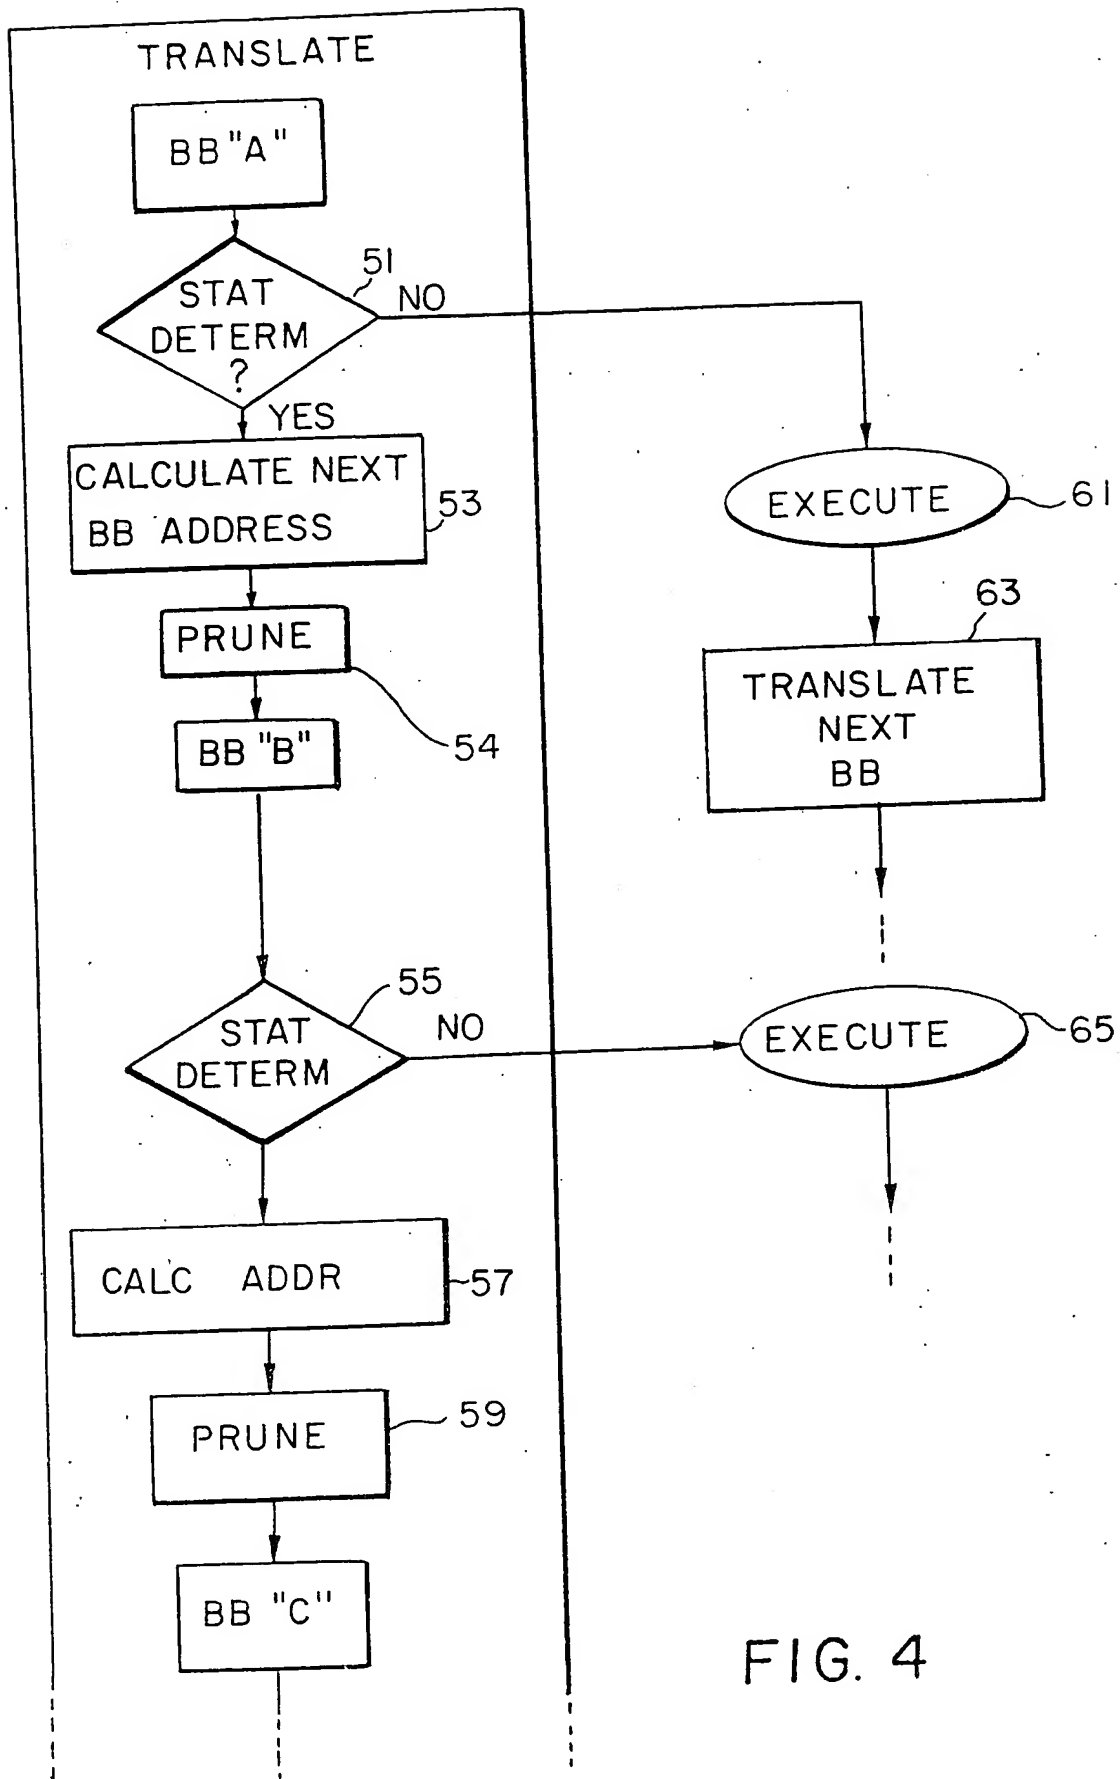 TRANSLATE
BB "A"
STAT
DETERM
?
51
NO
YES
CALCULATE NEXT
BB ADDRESS
53
PRUNE
54
BB "B"
STAT
DETERM
55
NO
CALC ADDR
57
PRUNE
59
BB "C"
EXECUTE
61
63
TRANSLATE
NEXT
BB
EXECUTE
65
FIG. 4